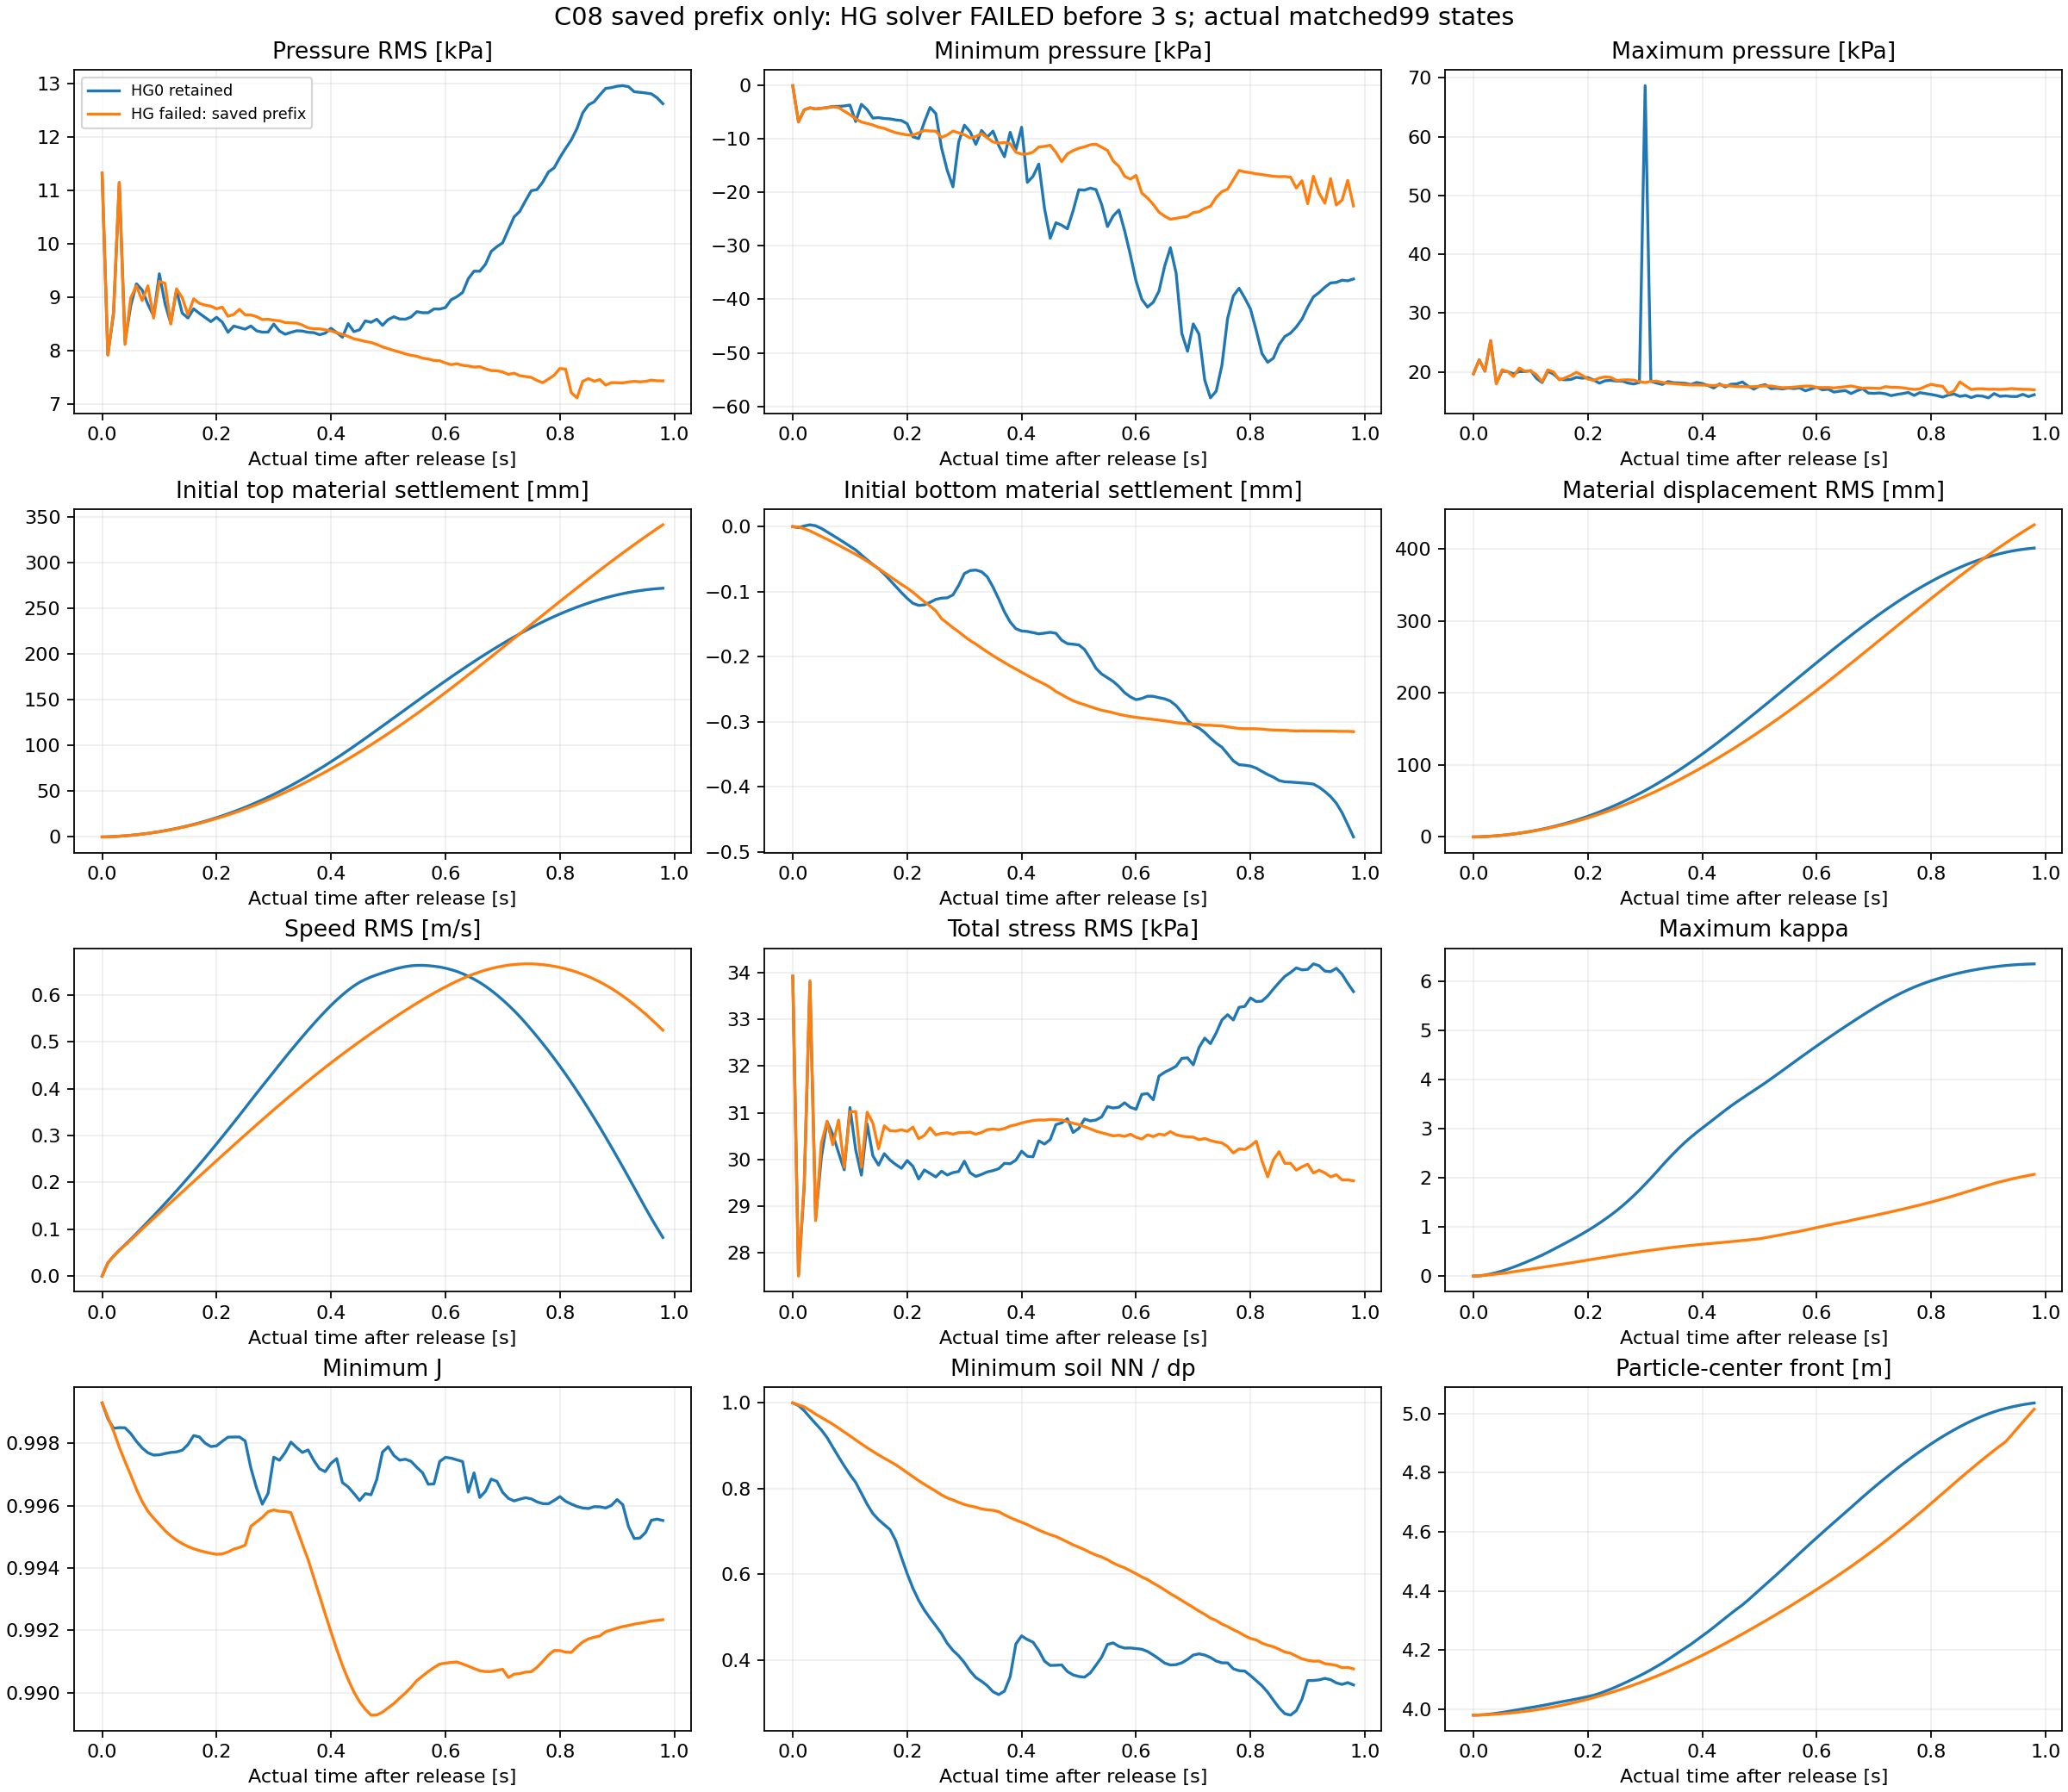 C08 saved prefix only: HG solver FAILED before 3 s; actual matched99 states
Pressure RMS [kPa]
13
12
11
10
9
8
7
HG0 retained
HG failed: saved prefix
0.0 0.2 0.4 0.6 0.8 1.0
Actual time after release [s]
Minimum pressure [kPa]
0
−10
−20
−30
−40
−50
−60
0.0 0.2 0.4 0.6 0.8 1.0
Actual time after release [s]
Maximum pressure [kPa]
70
60
50
40
30
20
0.0 0.2 0.4 0.6 0.8 1.0
Actual time after release [s]
Initial top material settlement [mm]
350
300
250
200
150
100
50
0
0.0 0.2 0.4 0.6 0.8 1.0
Actual time after release [s]
Initial bottom material settlement [mm]
0.0
−0.1
−0.2
−0.3
−0.4
−0.5
0.0 0.2 0.4 0.6 0.8 1.0
Actual time after release [s]
Material displacement RMS [mm]
400
300
200
100
0
0.0 0.2 0.4 0.6 0.8 1.0
Actual time after release [s]
Speed RMS [m/s]
0.6
0.5
0.4
0.3
0.2
0.1
0.0
0.0 0.2 0.4 0.6 0.8 1.0
Actual time after release [s]
Total stress RMS [kPa]
34
33
32
31
30
29
28
0.0 0.2 0.4 0.6 0.8 1.0
Actual time after release [s]
Maximum kappa
6
5
4
3
2
1
0
0.0 0.2 0.4 0.6 0.8 1.0
Actual time after release [s]
Minimum J
0.998
0.996
0.994
0.992
0.990
0.0 0.2 0.4 0.6 0.8 1.0
Actual time after release [s]
Minimum soil NN / dp
1.0
0.8
0.6
0.4
0.0 0.2 0.4 0.6 0.8 1.0
Actual time after release [s]
Particle-center front [m]
5.0
4.8
4.6
4.4
4.2
4.0
0.0 0.2 0.4 0.6 0.8 1.0
Actual time after release [s]